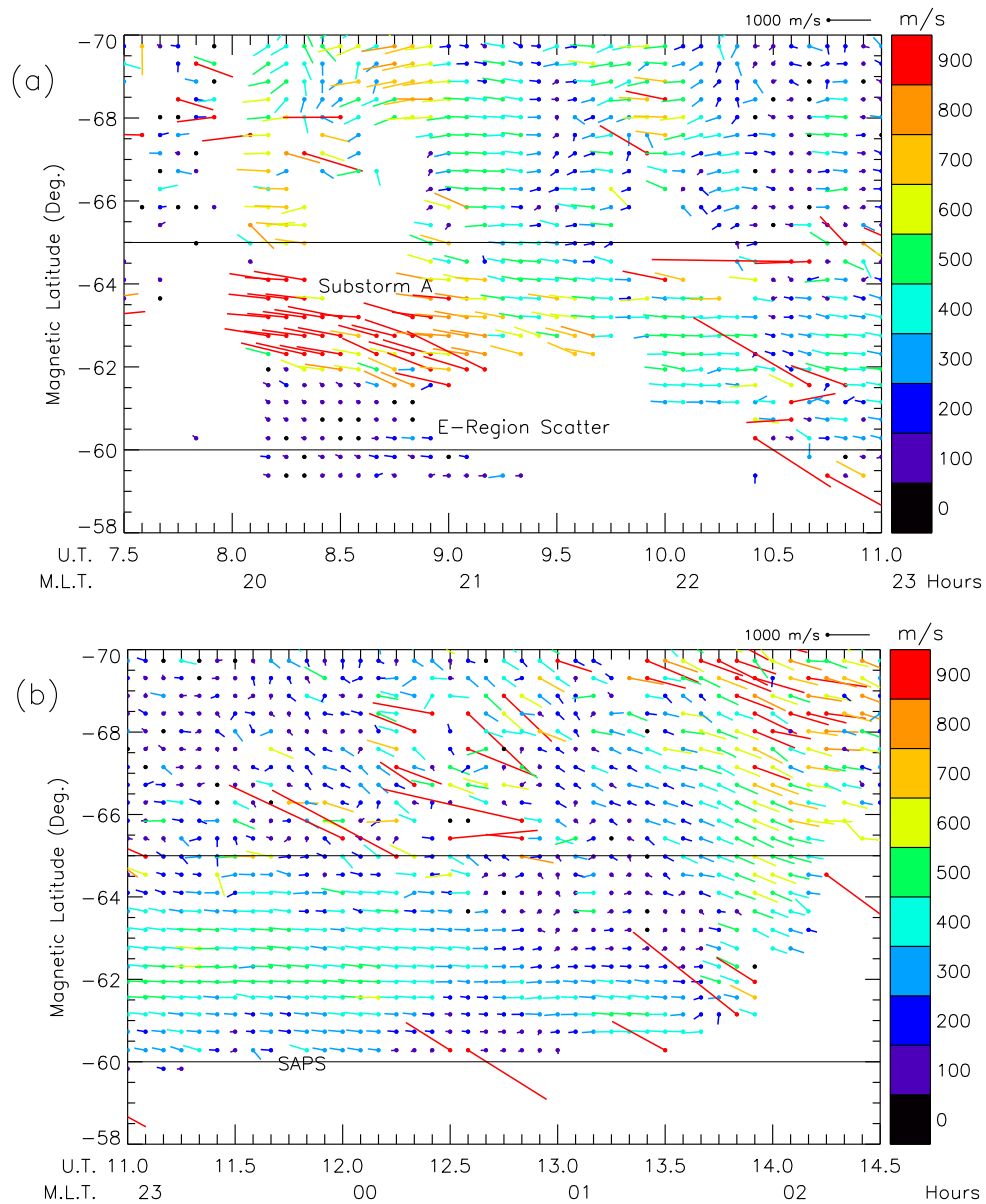 1000 m/s m/s
(a)
Magnetic Latitude (Deg.)
-70
-68
-66
-64
-62
-60
-58
Substorm A
E-Region Scatter
900
800
700
600
500
400
300
200
100
0
U.T. 7.5 8.0 8.5 9.0 9.5 10.0 10.5 11.0
M.L.T. 20 21 22 23 Hours
1000 m/s m/s
(b)
Magnetic Latitude (Deg.)
-70
-68
-66
-64
-62
-60
-58
SAPS
900
800
700
600
500
400
300
200
100
0
U.T. 11.0 11.5 12.0 12.5 13.0 13.5 14.0 14.5
M.L.T. 23 00 01 02 Hours